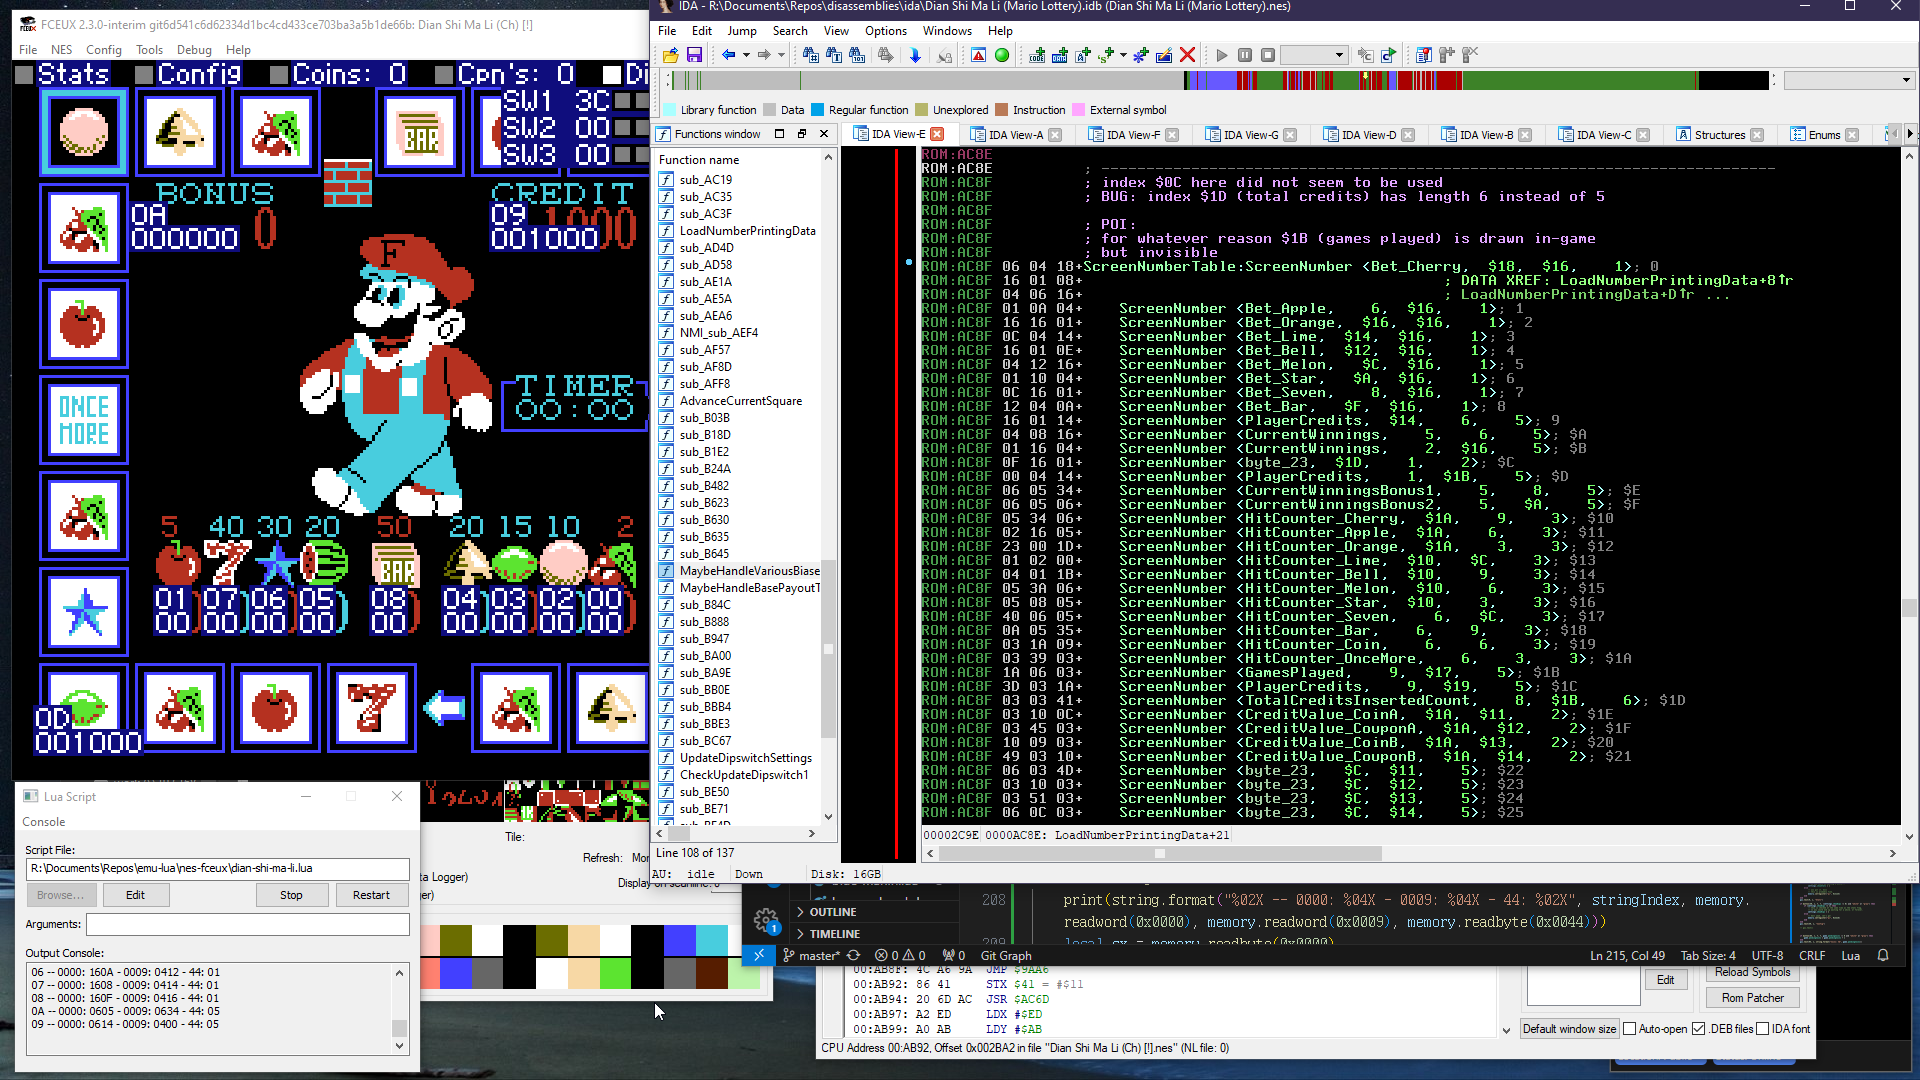 FCEUX 2.3.0-interim git6d541c6d62334d1bc4cd433ce703ba3a5b1de66b: Dian Shi Ma Li (Ch) [!]
File NES Config Tools Debug Help
Stats Config Coins: 0 Cpn's: 0 Di
SW1 3C
SW2 00
SW3 00
BAR
BONUS CREDIT
0A 0 09 1000
000000 001000
F
ONCE
MORE
TIMER
00:00
5 40 30 20 50 20 15 10 2
BAR
01 07 06 05 08 04 03 02 00
00 00 00 00 00 00 00 00 00
0D
001000
IDA - R:\Documents\Repos\disassemblies\ida\Dian Shi Ma Li (Mario Lottery).idb (Dian Shi Ma Li (Mario Lottery).nes)
File Edit Jump Search View Options Windows Help
Library function Data Regular function Unexplored Instruction External symbol
Functions window
IDA View-E IDA View-A IDA View-F IDA View-G IDA View-D IDA View-B IDA View-C Structures Enums
Function name
sub_AC19
sub_AC35
sub_AC3F
LoadNumberPrintingData
sub_AD4D
sub_AD58
sub_AE1A
sub_AE5A
sub_AEA6
NMI_sub_AEF4
sub_AF57
sub_AF8D
sub_AFF8
AdvanceCurrentSquare
sub_B03B
sub_B18D
sub_B1E2
sub_B24A
sub_B482
sub_B623
sub_B630
sub_B635
sub_B645
MaybeHandleVariousBiase
MaybeHandleBasePayoutT
sub_B84C
sub_B888
sub_B947
sub_BA00
sub_BA9E
sub_BB0E
sub_BBB4
sub_BBE3
sub_BC67
UpdateDipswitchSettings
CheckUpdateDipswitch1
sub_BE50
sub_BE71
Line 108 of 137
ROM:AC8E
ROM:AC8E ; ---------------------------------------------------------------------------
ROM:AC8F ; index $0C here did not seem to be used
ROM:AC8F ; BUG: index $1D (total credits) has length 6 instead of 5
ROM:AC8F
ROM:AC8F ; POI:
ROM:AC8F ; for whatever reason $1B (games played) is drawn in-game
ROM:AC8F ; but invisible
ROM:AC8F 06 04 18+ScreenNumberTable:ScreenNumber <Bet_Cherry, $18, $16, 1>; 0
ROM:AC8F 16 01 08+ ; DATA XREF: LoadNumberPrintingData+8↑r
ROM:AC8F 04 06 16+ ; LoadNumberPrintingData+D↑r ...
ROM:AC8F 01 0A 04+ ScreenNumber <Bet_Apple, 6, $16, 1>; 1
ROM:AC8F 16 16 01+ ScreenNumber <Bet_Orange, $16, $16, 1>; 2
ROM:AC8F 0C 04 14+ ScreenNumber <Bet_Lime, $14, $16, 1>; 3
ROM:AC8F 16 01 0E+ ScreenNumber <Bet_Bell, $12, $16, 1>; 4
ROM:AC8F 04 12 16+ ScreenNumber <Bet_Melon, $C, $16, 1>; 5
ROM:AC8F 01 10 04+ ScreenNumber <Bet_Star, $A, $16, 1>; 6
ROM:AC8F 0C 16 01+ ScreenNumber <Bet_Seven, 8, $16, 1>; 7
ROM:AC8F 12 04 0A+ ScreenNumber <Bet_Bar, $F, $16, 1>; 8
ROM:AC8F 16 01 14+ ScreenNumber <PlayerCredits, $14, 6, 5>; 9
ROM:AC8F 04 08 16+ ScreenNumber <CurrentWinnings, 5, 6, 5>; $A
ROM:AC8F 01 16 04+ ScreenNumber <CurrentWinnings, 2, $16, 5>; $B
ROM:AC8F 0F 16 01+ ScreenNumber <byte_23, $1D, 1, 2>; $C
ROM:AC8F 00 04 14+ ScreenNumber <PlayerCredits, 1, $1B, 5>; $D
ROM:AC8F 06 05 34+ ScreenNumber <CurrentWinningsBonus1, 5, 8, 5>; $E
ROM:AC8F 06 05 06+ ScreenNumber <CurrentWinningsBonus2, 5, $A, 5>; $F
ROM:AC8F 05 34 06+ ScreenNumber <HitCounter_Cherry, $1A, 9, 3>; $10
ROM:AC8F 02 16 05+ ScreenNumber <HitCounter_Apple, $1A, 6, 3>; $11
ROM:AC8F 23 00 1D+ ScreenNumber <HitCounter_Orange, $1A, 3, 3>; $12
ROM:AC8F 01 02 00+ ScreenNumber <HitCounter_Lime, $10, $C, 3>; $13
ROM:AC8F 04 01 1B+ ScreenNumber <HitCounter_Bell, $10, 9, 3>; $14
ROM:AC8F 05 3A 06+ ScreenNumber <HitCounter_Melon, $10, 6, 3>; $15
ROM:AC8F 05 08 05+ ScreenNumber <HitCounter_Star, $10, 3, 3>; $16
ROM:AC8F 40 06 05+ ScreenNumber <HitCounter_Seven, 6, $C, 3>; $17
ROM:AC8F 0A 05 35+ ScreenNumber <HitCounter_Bar, 6, 9, 3>; $18
ROM:AC8F 03 1A 09+ ScreenNumber <HitCounter_Coin, 6, 6, 3>; $19
ROM:AC8F 03 39 03+ ScreenNumber <HitCounter_OnceMore, 6, 3, 3>; $1A
ROM:AC8F 1A 06 03+ ScreenNumber <GamesPlayed, 9, $17, 5>; $1B
ROM:AC8F 3D 03 1A+ ScreenNumber <PlayerCredits, 9, $19, 5>; $1C
ROM:AC8F 03 03 41+ ScreenNumber <TotalCreditsInsertedCount, 8, $1B, 6>; $1D
ROM:AC8F 03 10 0C+ ScreenNumber <CreditValue_CoinA, $1A, $11, 2>; $1E
ROM:AC8F 03 45 03+ ScreenNumber <CreditValue_CouponA, $1A, $12, 2>; $1F
ROM:AC8F 10 09 03+ ScreenNumber <CreditValue_CoinB, $1A, $13, 2>; $20
ROM:AC8F 49 03 10+ ScreenNumber <CreditValue_CouponB, $1A, $14, 2>; $21
ROM:AC8F 06 03 4D+ ScreenNumber <byte_23, $C, $11, 5>; $22
ROM:AC8F 03 10 03+ ScreenNumber <byte_23, $C, $12, 5>; $23
ROM:AC8F 03 51 03+ ScreenNumber <byte_23, $C, $13, 5>; $24
ROM:AC8F 06 0C 03+ ScreenNumber <byte_23, $C, $14, 5>; $25
00002C9E 0000AC8E: LoadNumberPrintingData+21
AU: idle Down Disk: 16GB
Lua Script
Console
Script File:
R:\Documents\Repos\emu-lua\nes-fceux\dian-shi-ma-li.lua
Browse... Edit Stop Restart
Arguments:
Output Console:
06 -- 0000: 160A - 0009: 0412 - 44: 01
07 -- 0000: 1608 - 0009: 0414 - 44: 01
08 -- 0000: 160F - 0009: 0416 - 44: 01
0A -- 0000: 0605 - 0009: 0634 - 44: 05
09 -- 0000: 0614 - 0009: 0400 - 44: 05
Tile:
Refresh: Mor
ta Logger)
Display on scanline:
er)
OUTLINE
TIMELINE
208 print(string.format("%02X -- 0000: %04X - 0009: %04X - 44: %02X", stringIndex, memory.
readword(0x0000), memory.readword(0x0009), memory.readbyte(0x0044)))
209 local cx = memory.readbyte(0x0000)
1
master* 0 0 0 Git Graph Ln 215, Col 49 Tab Size: 4 UTF-8 CRLF Lua
00:AB8F: 4C A6 9A JMP $9AA6
00:AB92: 86 41 STX $41 = #$11
00:AB94: 20 6D AC JSR $AC6D
00:AB97: A2 ED LDX #$ED
00:AB99: A0 AB LDY #$AB
CPU Address 00:AB92, Offset 0x002BA2 in file "Dian Shi Ma Li (Ch) [!].nes" (NL file: 0)
Edit
Reload Symbols
Rom Patcher
Default window size Auto-open .DEB files IDA font